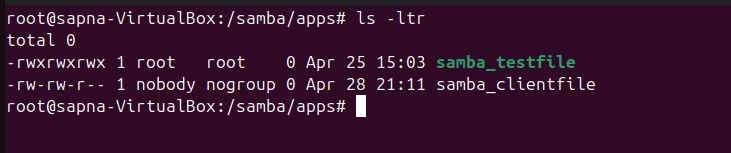 root@sapna-VirtualBox:/samba/apps# ls -ltr
total 0
-rwxrwxrwx 1 root   root    0 Apr 25 15:03 samba_testfile
-rw-rw-r-- 1 nobody nogroup 0 Apr 28 21:11 samba_clientfile
root@sapna-VirtualBox:/samba/apps#